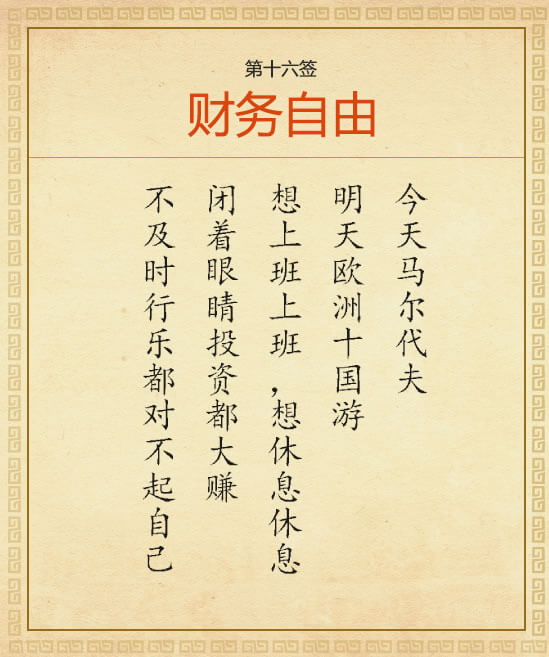 第十六签
财务自由
今天马尔代夫
明天欧洲十国游
想上班上班，想休息休息
闭着眼睛投资都大赚
不及时行乐都对不起自己